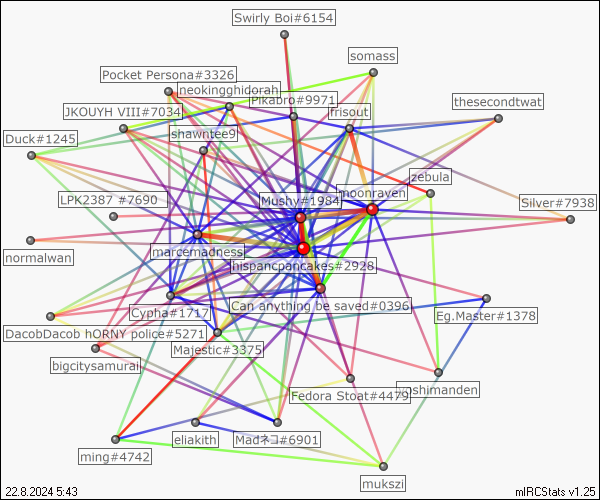 Swirly Boi#6154
somass
Pocket Persona#3326
neokingghidorah
Pikabro#9971
thesecondtwat
JKOUYH VIII#7034
frisout
Duck#1245
shawntee9
zebula
LPK2387 #7690
Mushy#1984
moonraven
Silver#7938
normalwan
marcemadness
hispancpancakes#2928
Cypha#1717
Can anything be saved#0396
Eg.Master#1378
DacobDacob hORNY police#5271
Majestic#3375
bigcitysamurail
Fedora Stoat#4479
oshimanden
eliakith
Madネコ#6901
ming#4742
mukszi
22.8.2024 5:43
mIRCStats v1.25